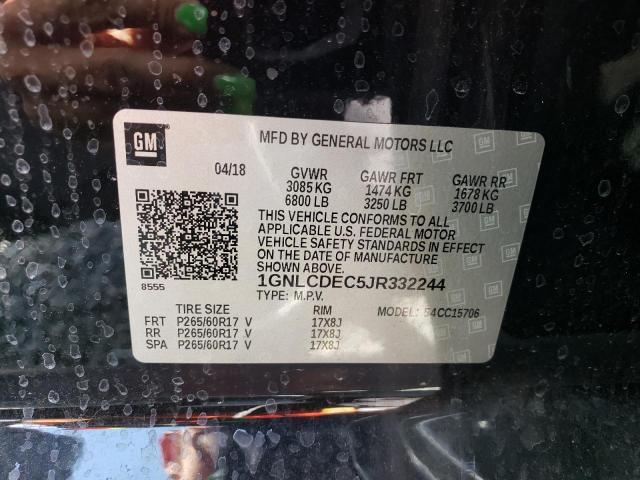 GM
MFD BY GENERAL MOTORS LLC
04/18 GVWR GAWR FRT GAWR RR
3085 KG 1474 KG 1678 KG
6800 LB 3250 LB 3700 LB
THIS VEHICLE CONFORMS TO ALL
APPLICABLE U.S. FEDERAL MOTOR
VEHICLE SAFETY STANDARDS IN EFFECT
ON THE DATE OF MANUFACTURE
SHOWN ABOVE.
8555 1GNLCDEC5JR332244
TYPE: M.P.V.
TIRE SIZE RIM MODEL: 54CC15706
FRT P265/60R17 V 17X8J
RR P265/60R17 V 17X8J
SPA P265/60R17 V 17X8J